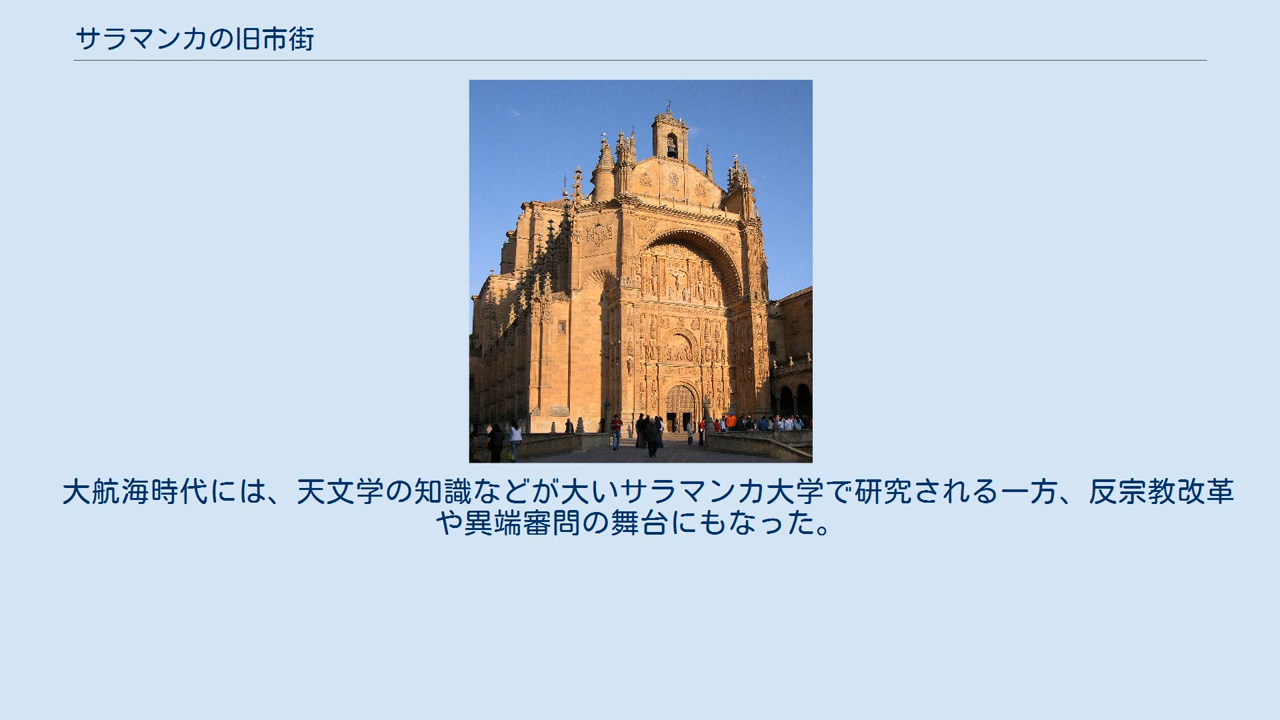 サラマンカの旧市街
大航海時代には、天文学の知識などが大いサラマンカ大学で研究される一方、反宗教改革
や異端審問の舞台にもなった。